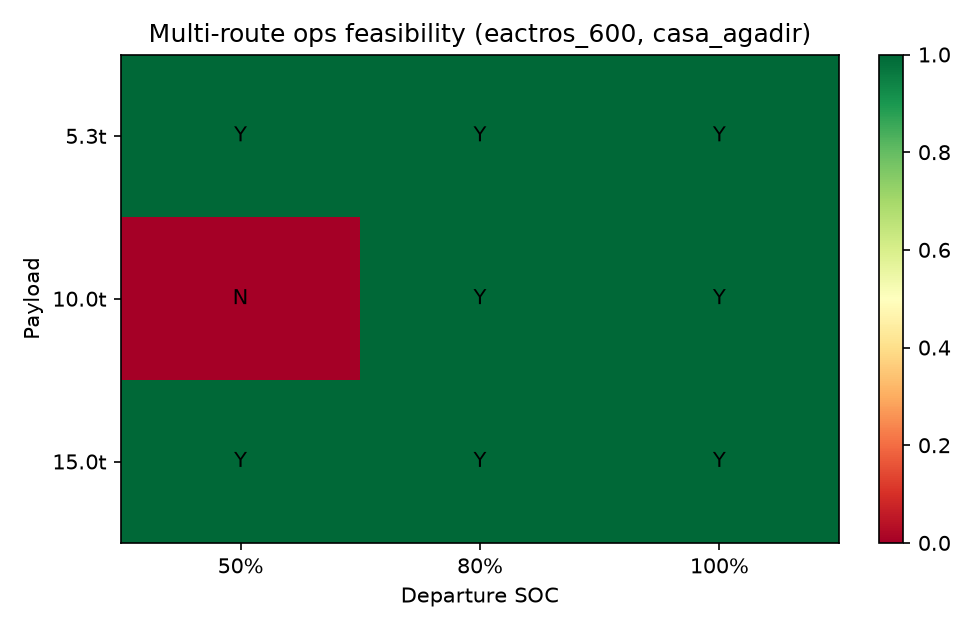 Multi-route ops feasibility (eactros_600, casa_agadir)
1.0
5.3t Y Y Y
0.8
0.6
Payload
10.0t N Y Y
0.4
0.2
15.0t Y Y Y
0.0
50% 80% 100%
Departure SOC